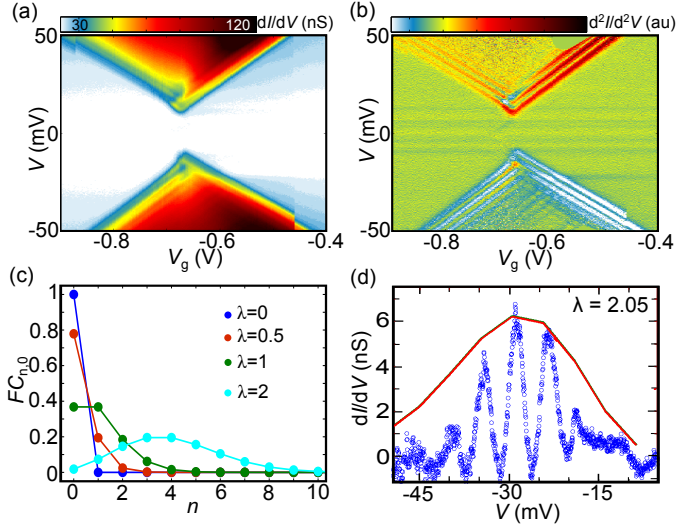 (a) 30 120 dI/dV (nS)
50
0
-50
V (mV)
-0.8 -0.6 -0.4
Vg (V)
(b) d²I/d²V (au)
50
0
-50
V (mV)
-0.8 -0.6 -0.4
Vg (V)
(c)
1
0.8
0.6
0.4
0.2
0
FCn,0
λ=0
λ=0.5
λ=1
λ=2
0 2 4 6 8 10
n
(d)
λ = 2.05
6
4
2
0
dI/dV (nS)
-45 -30 -15
V (mV)